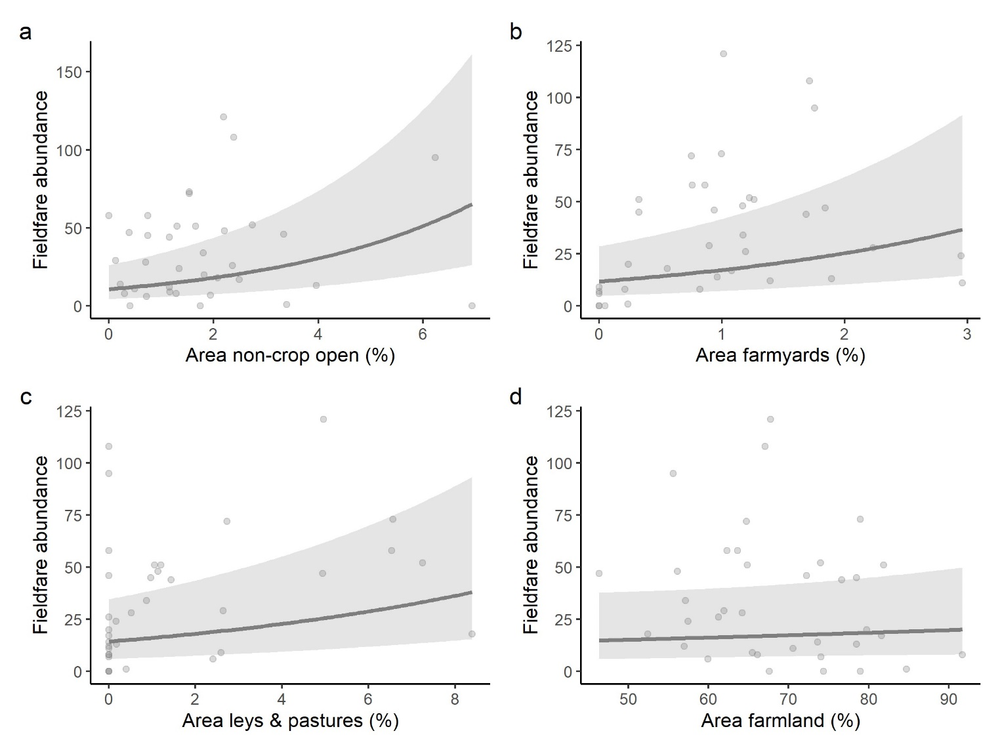 a
Fieldfare abundance
150
100
50
0
0 2 4 6
Area non-crop open (%)
b
Fieldfare abundance
125
100
75
50
25
0
0 1 2 3
Area farmyards (%)
c
Fieldfare abundance
125
100
75
50
25
0
0 2 4 6 8
Area leys & pastures (%)
d
Fieldfare abundance
125
100
75
50
25
0
50 60 70 80 90
Area farmland (%)